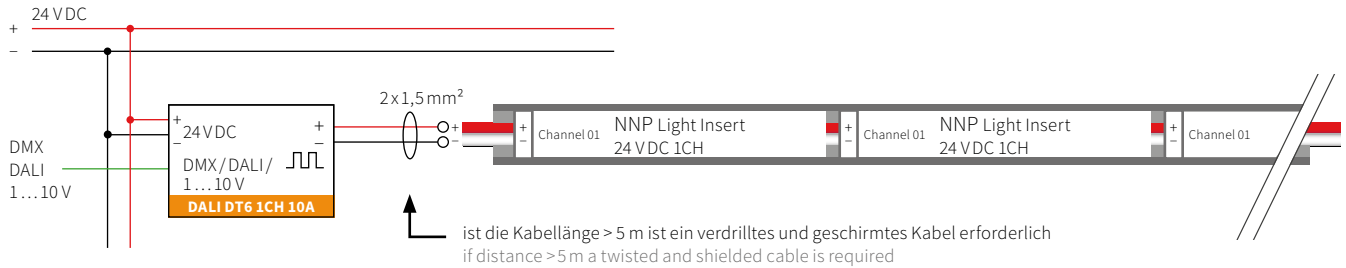 24 V DC
+
–
2 x 1,5 mm²
+
24 V DC
–
+
–
DMX
DALI
1 … 10 V
DMX / DALI /
1 … 10 V
DALI DT6 1CH 10A
+
–
+
–
Channel 01
NNP Light Insert
24 V DC 1CH
+
–
Channel 01
NNP Light Insert
24 V DC 1CH
+
–
Channel 01
ist die Kabellänge > 5 m ist ein verdrilltes und geschirmtes Kabel erforderlich
if distance > 5 m a twisted and shielded cable is required